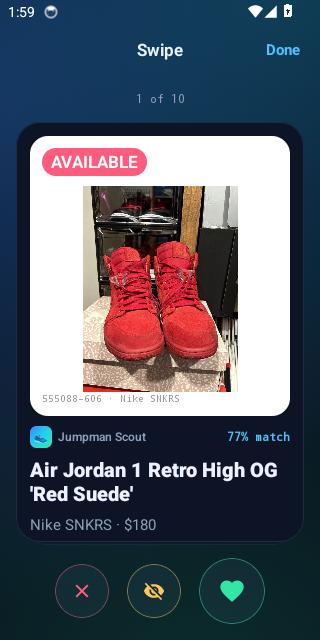 1:59
Swipe
Done
1 of 10
AVAILABLE
555088-606 · Nike SNKRS
Jumpman Scout
77% match
Air Jordan 1 Retro High OG
'Red Suede'
Nike SNKRS · $180